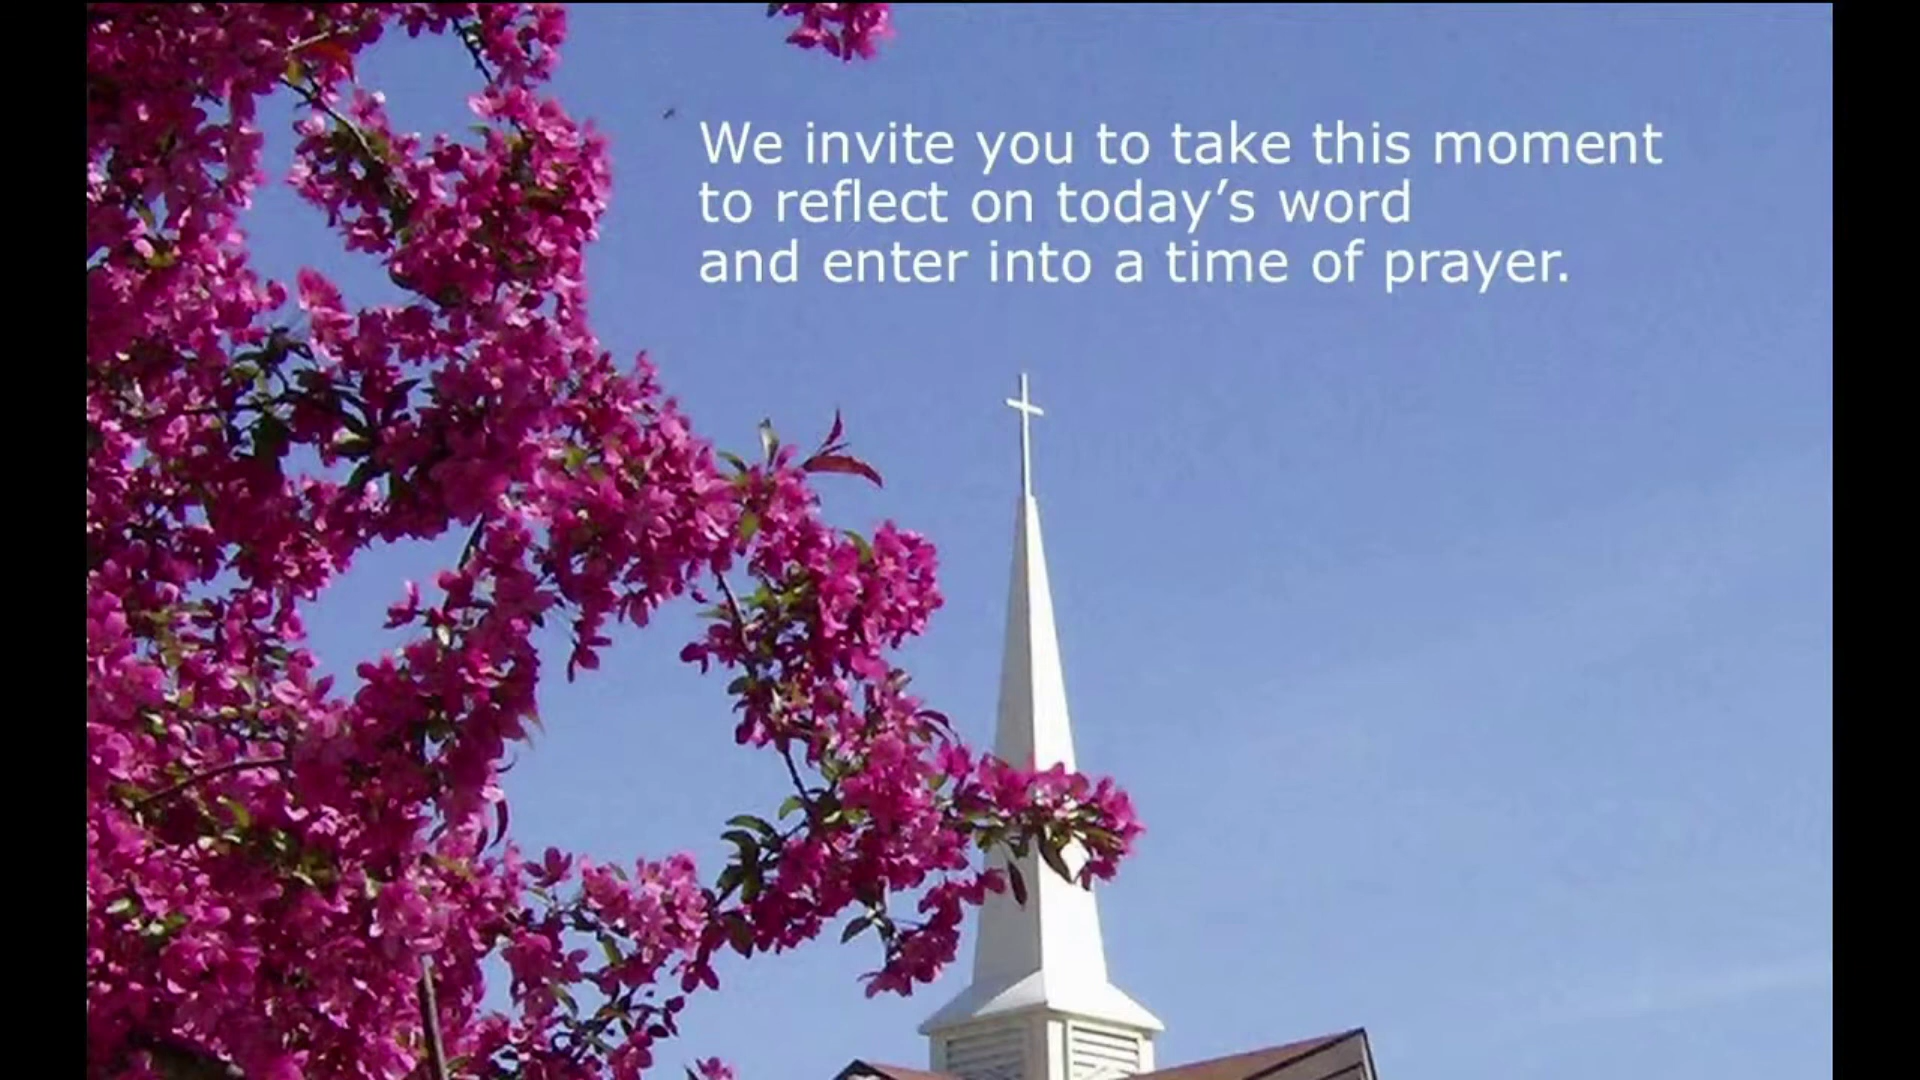 We invite you to take this moment
to reflect on today’s word
and enter into a time of prayer.